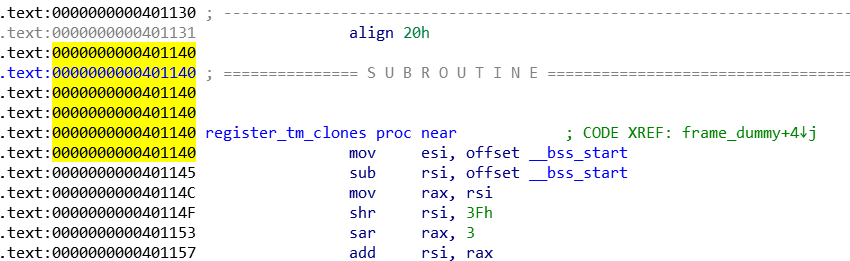 .text:0000000000401130 ; ---------------------------------------------------------------------------
.text:0000000000401131 align 20h
.text:0000000000401140
.text:0000000000401140 ; =============== S U B R O U T I N E ==================================
.text:0000000000401140
.text:0000000000401140
.text:0000000000401140 register_tm_clones proc near ; CODE XREF: frame_dummy+4↓j
.text:0000000000401140 mov esi, offset __bss_start
.text:0000000000401145 sub rsi, offset __bss_start
.text:000000000040114C mov rax, rsi
.text:000000000040114F shr rsi, 3Fh
.text:0000000000401153 sar rax, 3
.text:0000000000401157 add rsi, rax